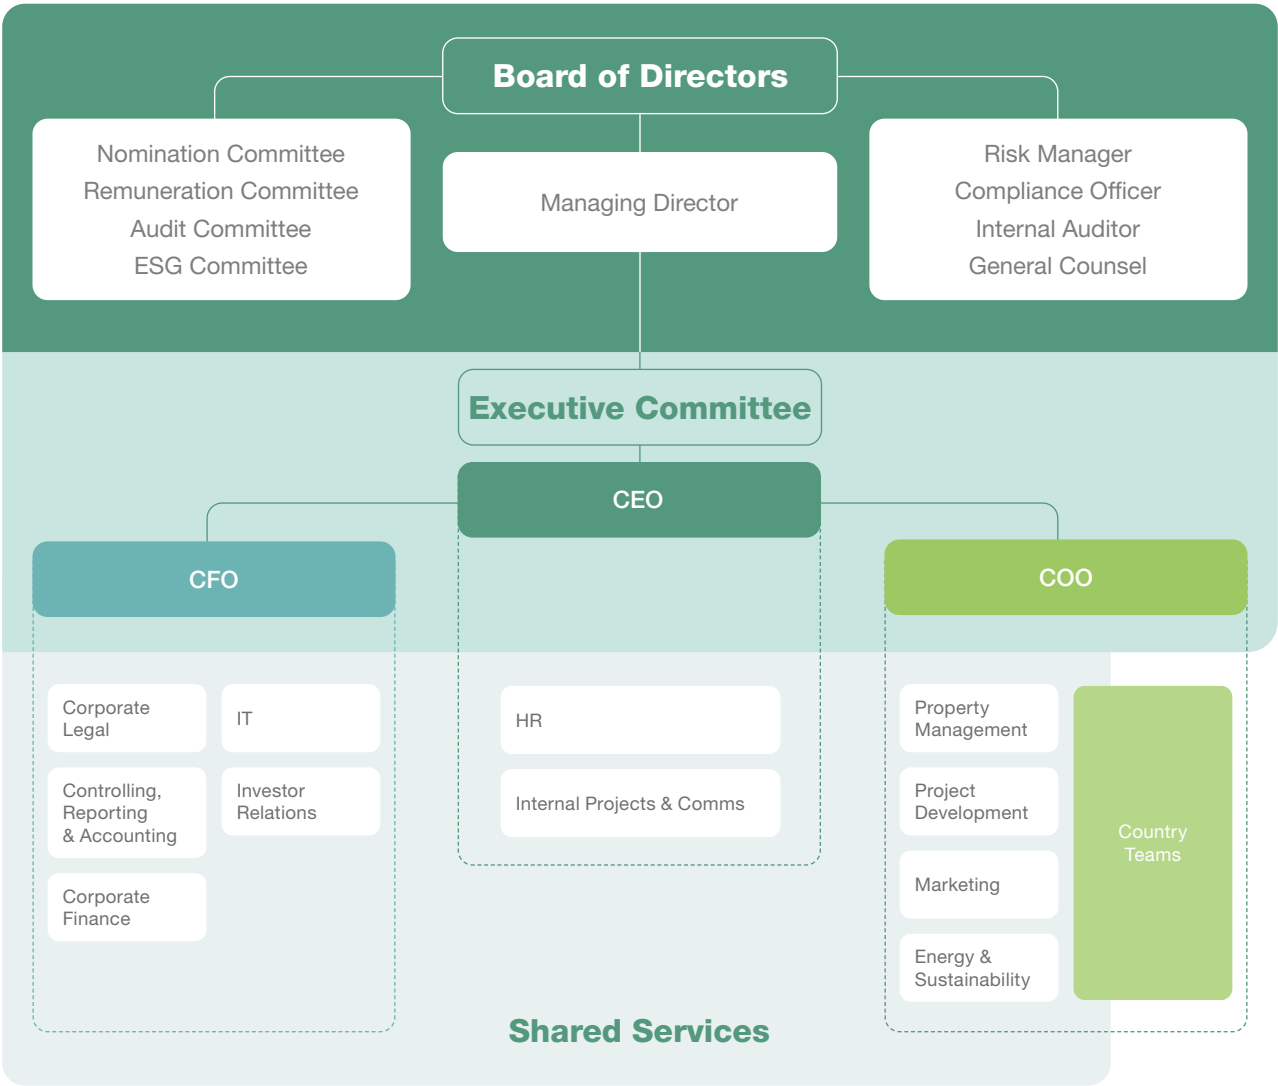 Board of Directors
Nomination Committee
Remuneration Committee
Audit Committee
ESG Committee
Managing Director
Risk Manager
Compliance Officer
Internal Auditor
General Counsel
Executive Committee
CEO
CFO
COO
Corporate
Legal
IT
Controlling,
Reporting
& Accounting
Investor
Relations
Corporate
Finance
HR
Internal Projects & Comms
Property
Management
Project
Development
Marketing
Energy &
Sustainability
Country
Teams
Shared Services